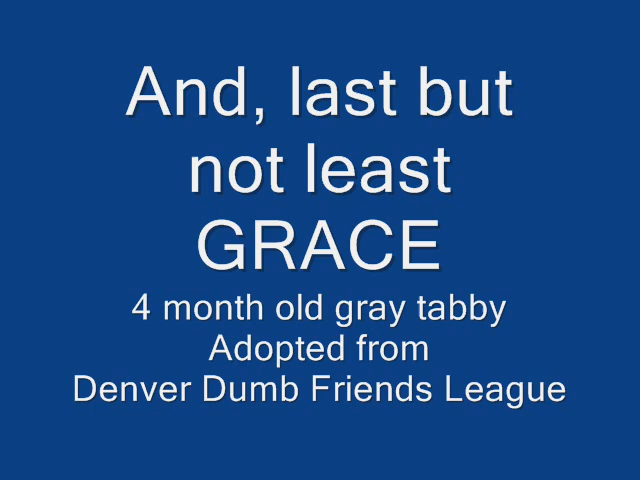 And, last but
not least
GRACE
4 month old gray tabby
Adopted from
Denver Dumb Friends League